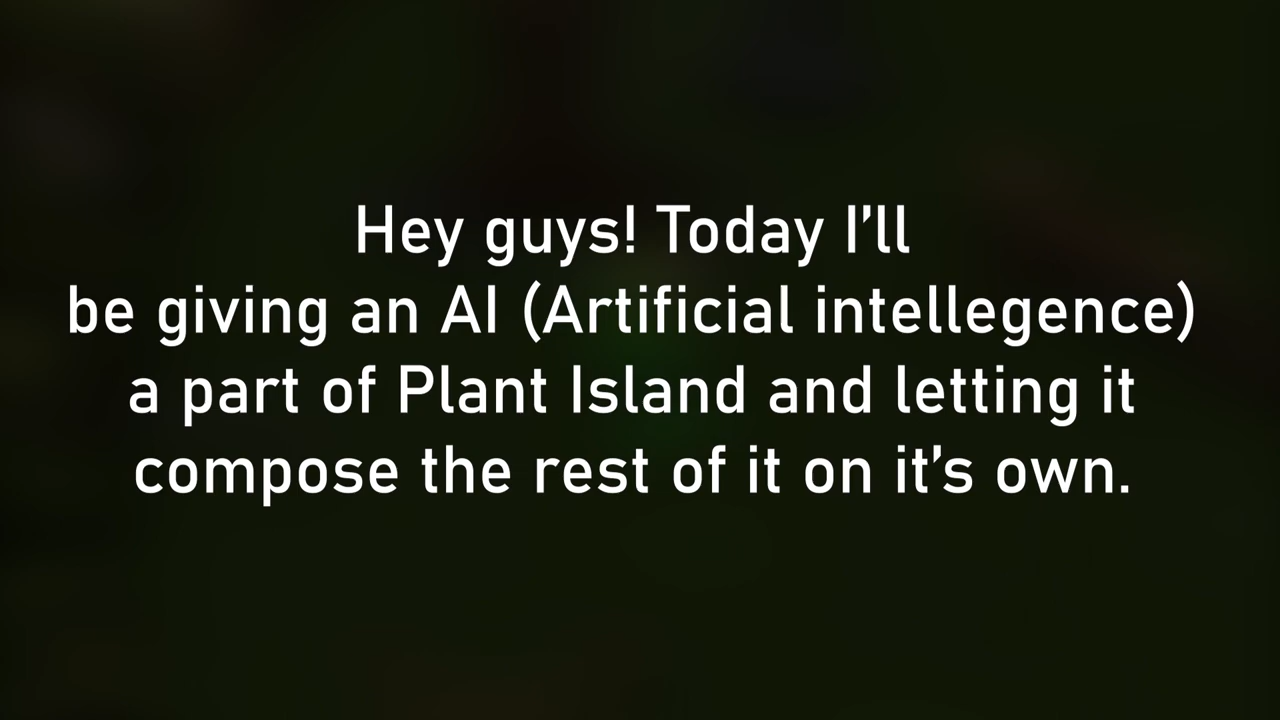 Hey guys! Today I’ll
be giving an AI (Artificial intellegence)
a part of Plant Island and letting it
compose the rest of it on it’s own.